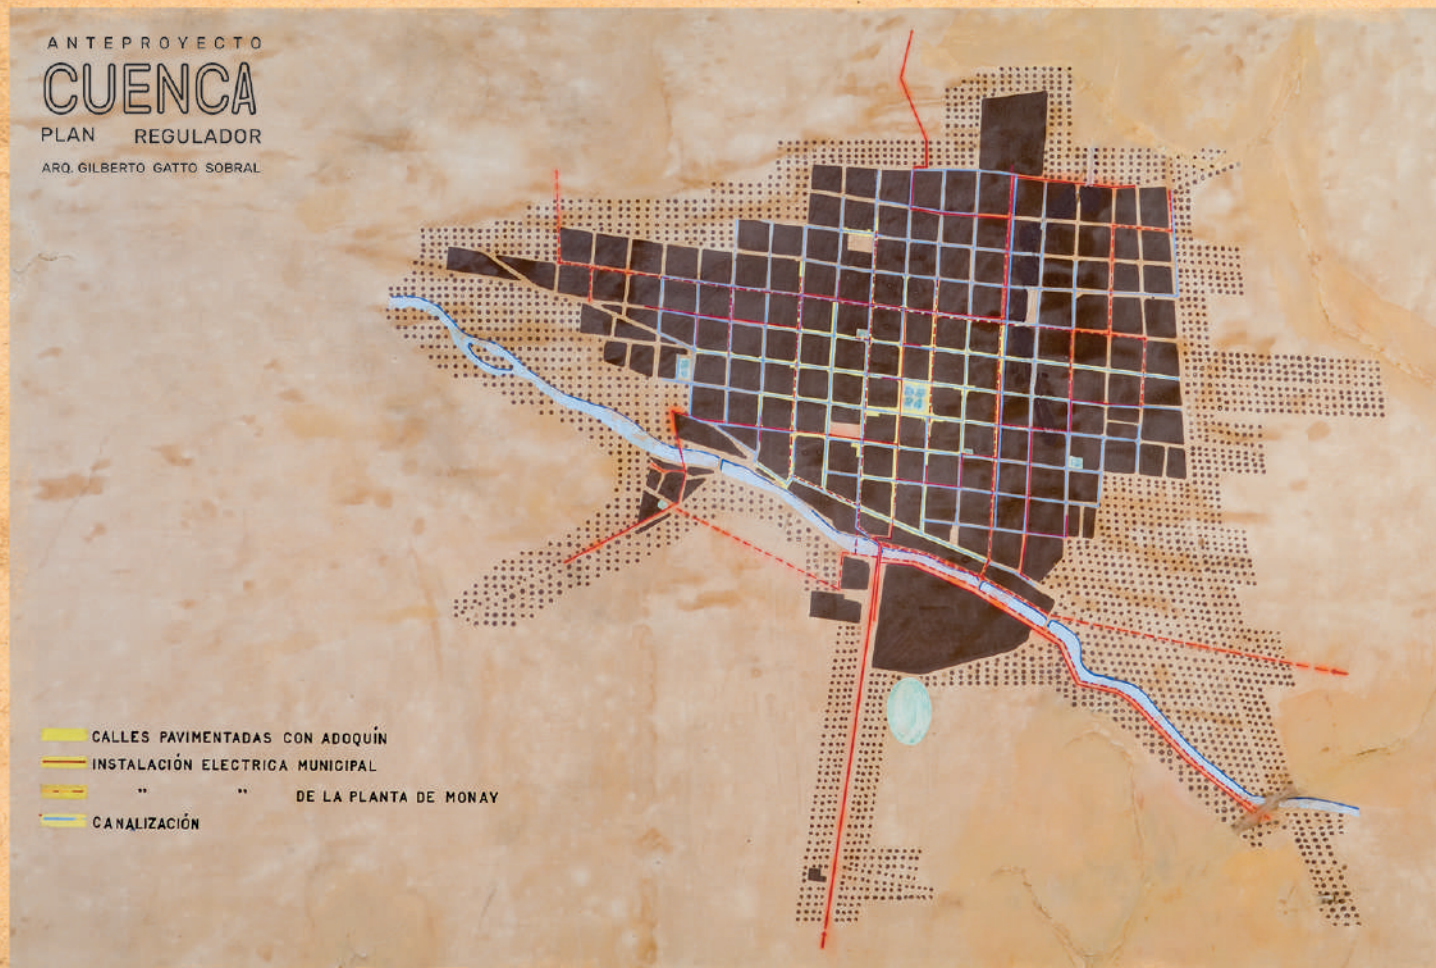 ANTEPROYECTO
CUENCA
PLAN REGULADOR
ARQ. GILBERTO GATTO SOBRAL
CALLES PAVIMENTADAS CON ADOQUÍN
INSTALACIÓN ELECTRICA MUNICIPAL
" " DE LA PLANTA DE MONAY
CANALIZACIÓN